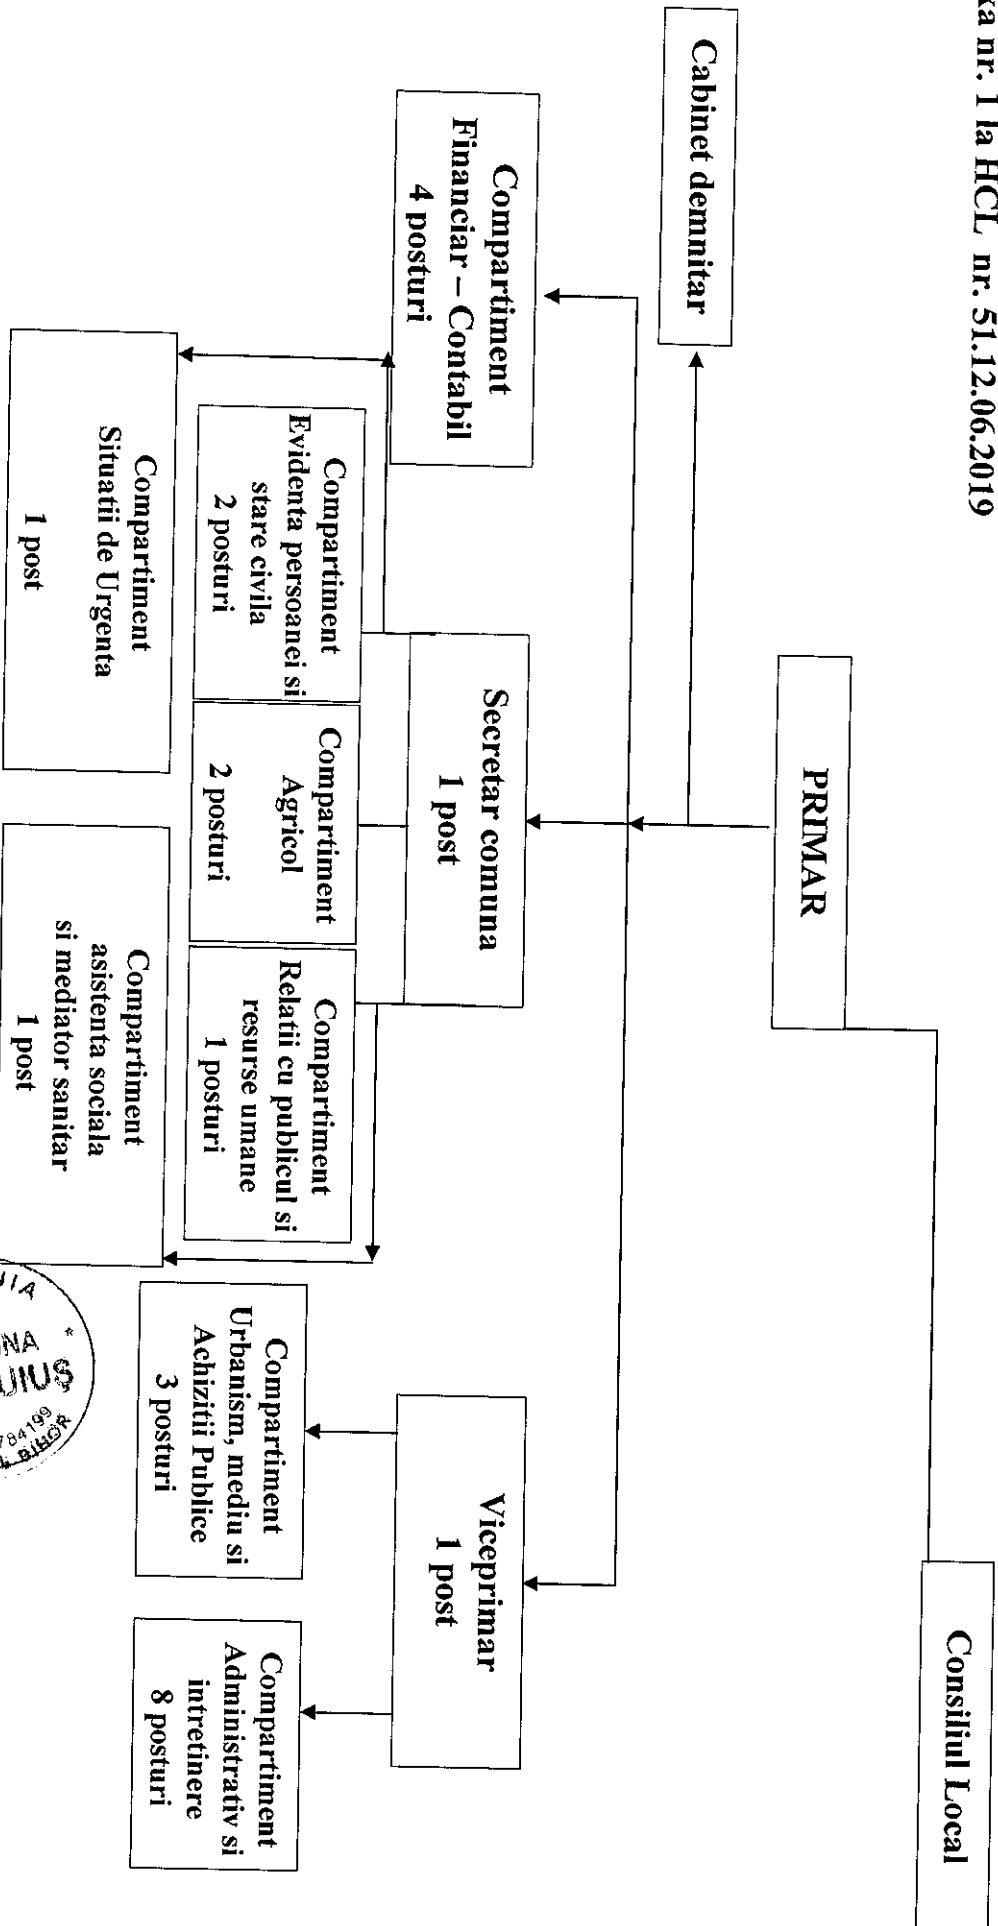 nr. 1 la HCL nr. 51.12.06.2019
Consiliul Local
PRIMAR
Cabinet demnitar
Compartiment
Financiar – Contabil
4 posturi
Secretar comuna
1 post
Viceprimar
1 post
Compartiment
Evidenta persoanei si
stare civila
2 posturi
Compartiment
Agricol
2 posturi
Compartiment
Relatii cu publicul si
resurse umane
1 posturi
Compartiment
Urbanism, mediu si
Achizitii Publice
3 posturi
Compartiment
Administrativ si
intretinere
8 posturi
Compartiment
Situatii de Urgenta
1 post
Compartiment
asistenta sociala
si mediator sanitar
1 post
BIHOR